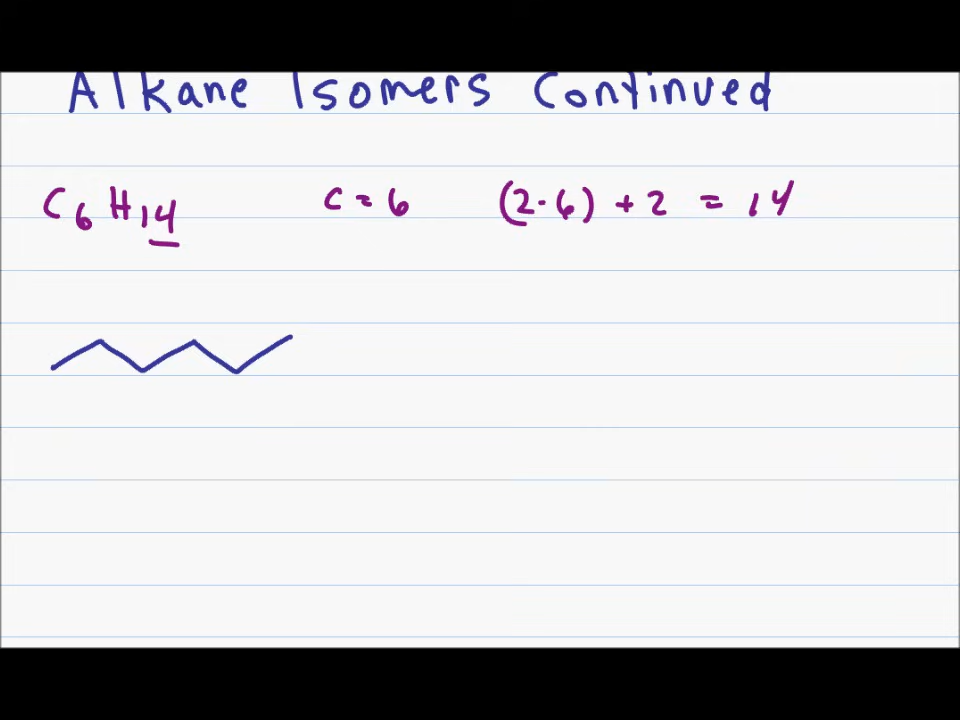 Alkane Isomers Continued
C₆H₁₄ C = 6 (2·6) + 2 = 14